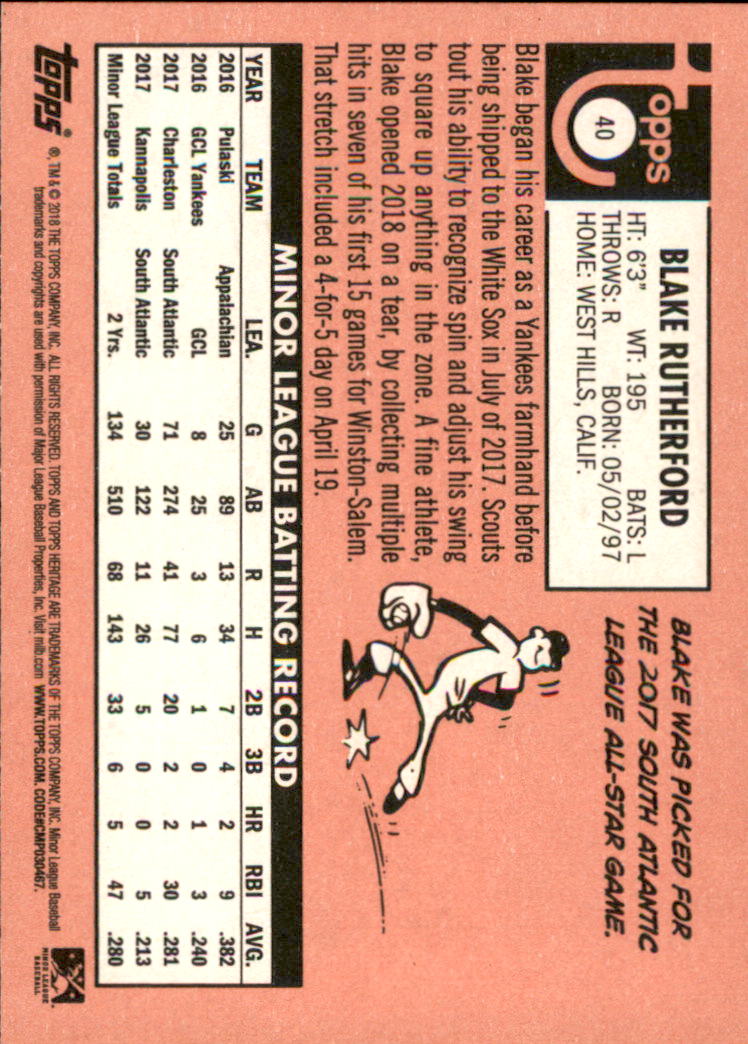 Topps
40
BLAKE RUTHERFORD
HT: 6'3" WT: 195 BATS: L
THROWS: R BORN: 05/02/97
HOME: WEST HILLS, CALIF.
BLAKE WAS PICKED FOR
THE 2017 SOUTH ATLANTIC
LEAGUE ALL-STAR GAME.
Blake began his career as a Yankees farmhand before
being shipped to the White Sox in July of 2017. Scouts
tout his ability to recognize spin and adjust his swing
to square up anything in the zone. A fine athlete,
Blake opened 2018 on a tear, by collecting multiple
hits in seven of his first 15 games for Winston-Salem.
That stretch included a 4-for-5 day on April 19.
MINOR LEAGUE BATTING RECORD
YEAR TEAM LEA. G AB R H 2B 3B HR RBI AVG.
2016 Pulaski Appalachian 25 89 13 34 7 4 2 9 .382
2016 GCL Yankees GCL 8 25 3 6 1 0 1 3 .240
2017 Charleston South Atlantic 71 274 41 77 20 2 2 30 .281
2017 Kannapolis South Atlantic 30 122 11 26 5 0 0 5 .213
Minor League Totals 2 Yrs. 134 510 68 143 33 6 5 47 .280
Topps® ®, TM & © 2018 THE TOPPS COMPANY, INC. ALL RIGHTS RESERVED. TOPPS AND TOPPS HERITAGE ARE TRADEMARKS OF THE TOPPS COMPANY, INC. Minor League Baseball
trademarks and copyrights are used with permission of Major League Baseball Properties, Inc. Visit milb.com WWW.TOPPS.COM. CODE#CMP030467.
MINOR LEAGUE
BASEBALL